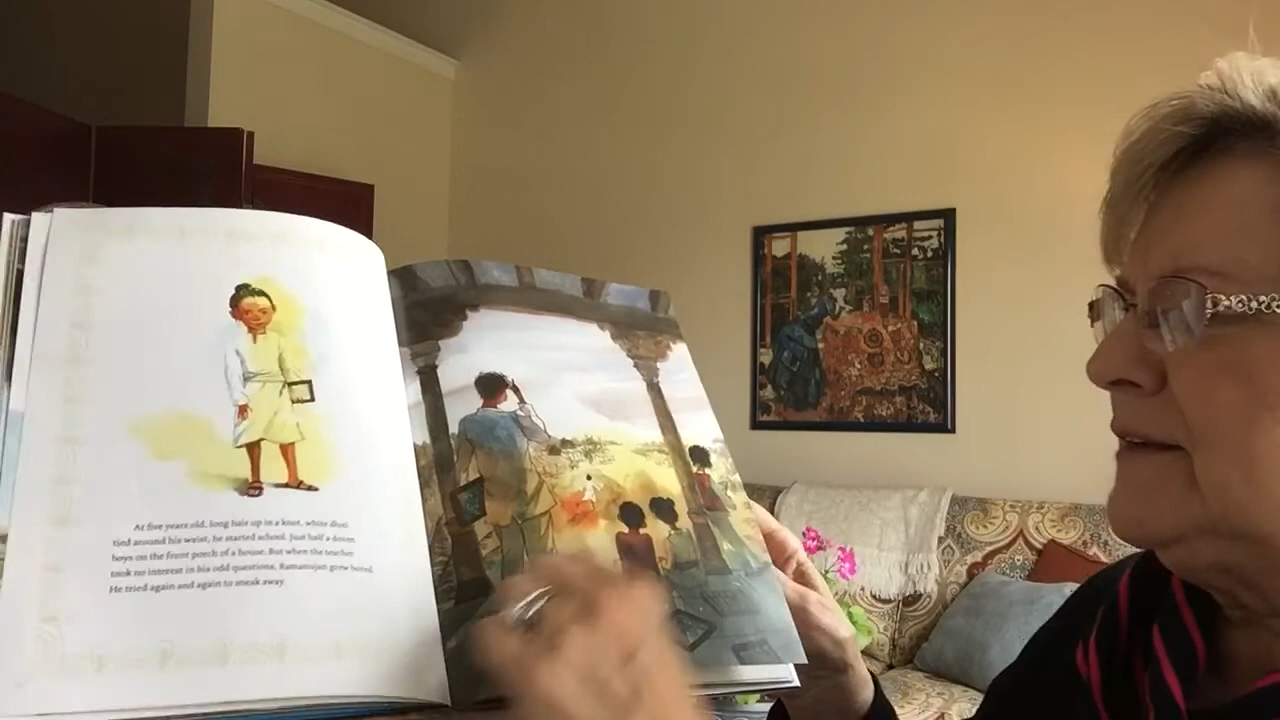 At five years old, long hair up in a knot, white dhoti
tied around his waist, he started school. Just half a dozen
boys on the front porch of a house. But when the teacher
took no interest in his odd questions, Ramanujan grew bored.
He tried again and again to sneak away.